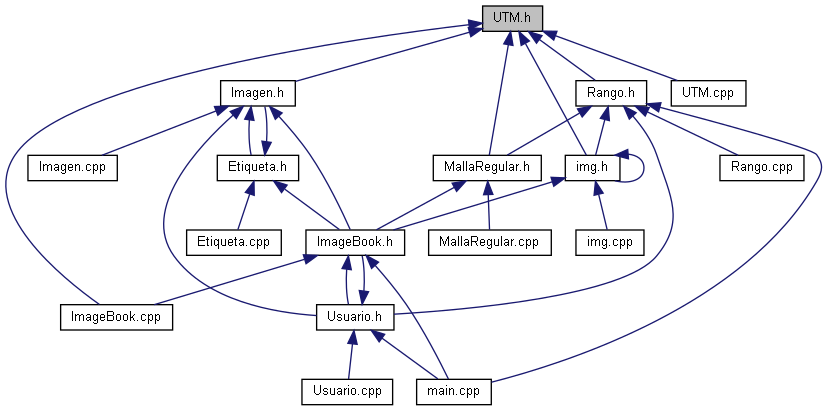 UTM.h
Imagen.h
Rango.h
UTM.cpp
Imagen.cpp
Etiqueta.h
MallaRegular.h
img.h
Rango.cpp
Etiqueta.cpp
ImageBook.h
MallaRegular.cpp
img.cpp
ImageBook.cpp
Usuario.h
Usuario.cpp
main.cpp